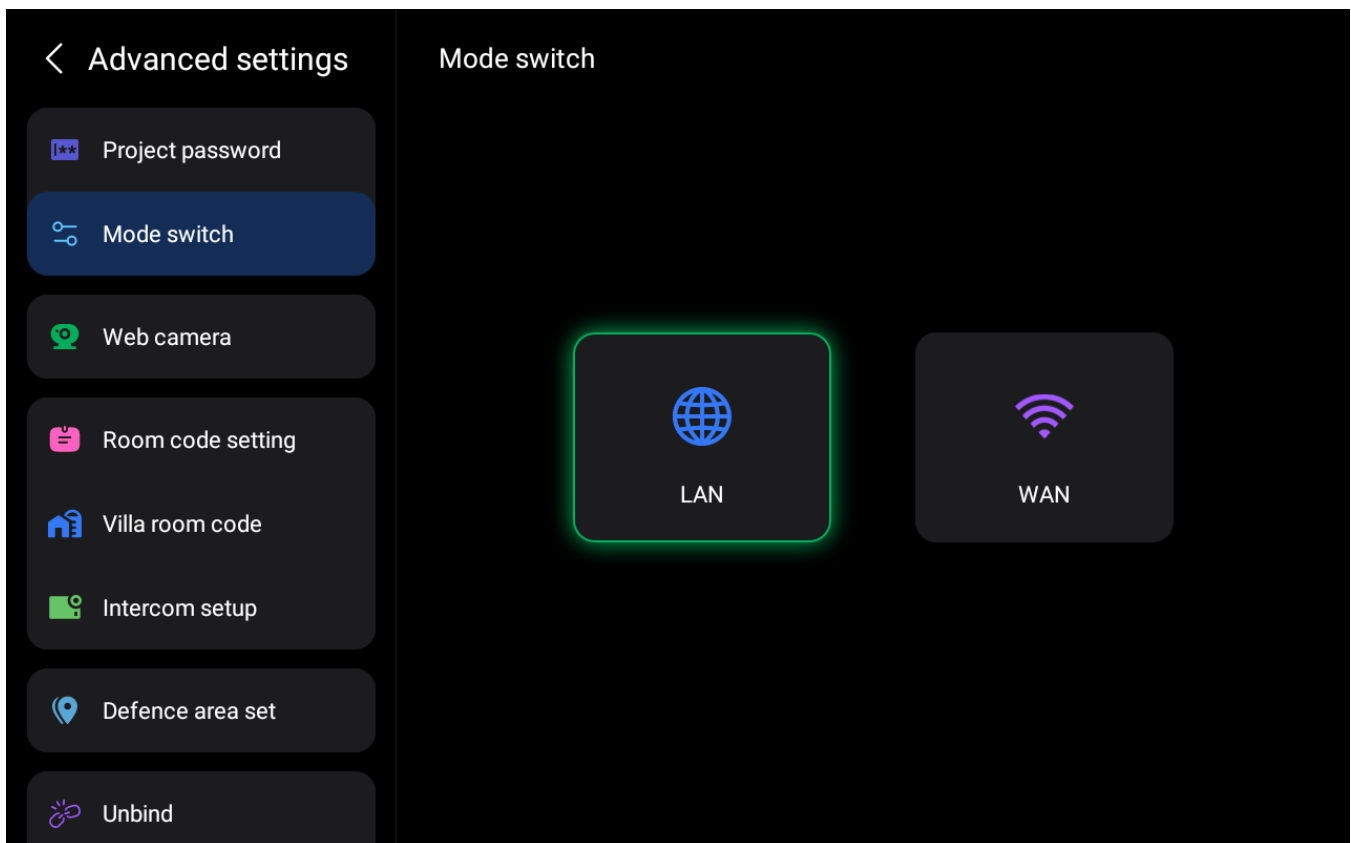 Advanced settings
Project password
Mode switch
Web camera
Room code setting
Villa room code
Intercom setup
Defence area set
Unbind
Mode switch
LAN
WAN